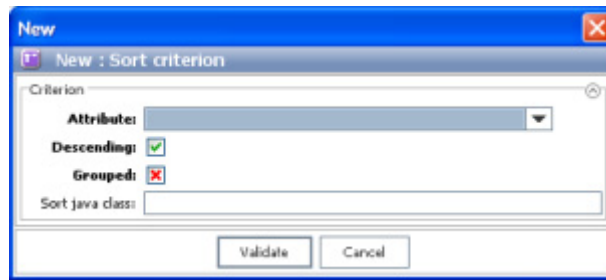 New
New : Sort criterion
Criterion
Attribute:
Descending:
Grouped:
Sort java class:
Validate Cancel